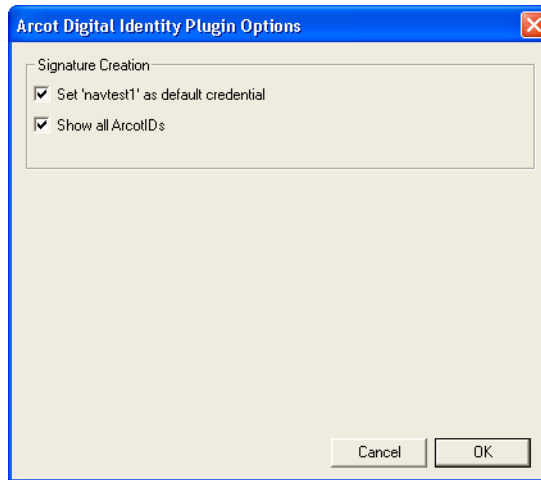 Arcot Digital Identity Plugin Options
Signature Creation
Set 'navtest1' as default credential
Show all ArcotIDs
Cancel
OK